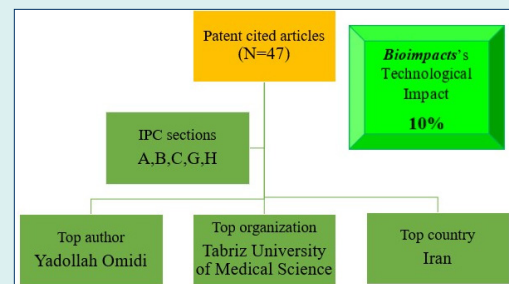 Patent cited articles
(N=47)
Bioimpacts's
Technological
Impact
10%
IPC sections
A,B,C,G,H
Top author
Yadollah Omidi
Top organization
Tabriz University
of Medical Science
Top country
Iran